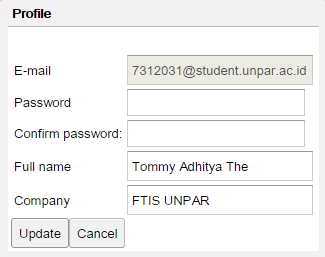 Profile
E-mail 7312031@student.unpar.ac.id
Password
Confirm password:
Full name Tommy Adhitya The
Company FTIS UNPAR
Update Cancel